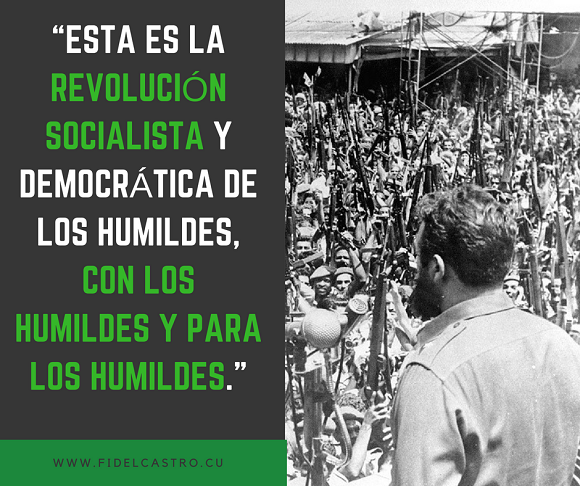 “ESTA ES LA
REVOLUCIÓN
SOCIALISTA Y
DEMOCRÁTICA DE
LOS HUMILDES,
CON LOS
HUMILDES Y PARA
LOS HUMILDES.”
WWW.FIDELCASTRO.CU